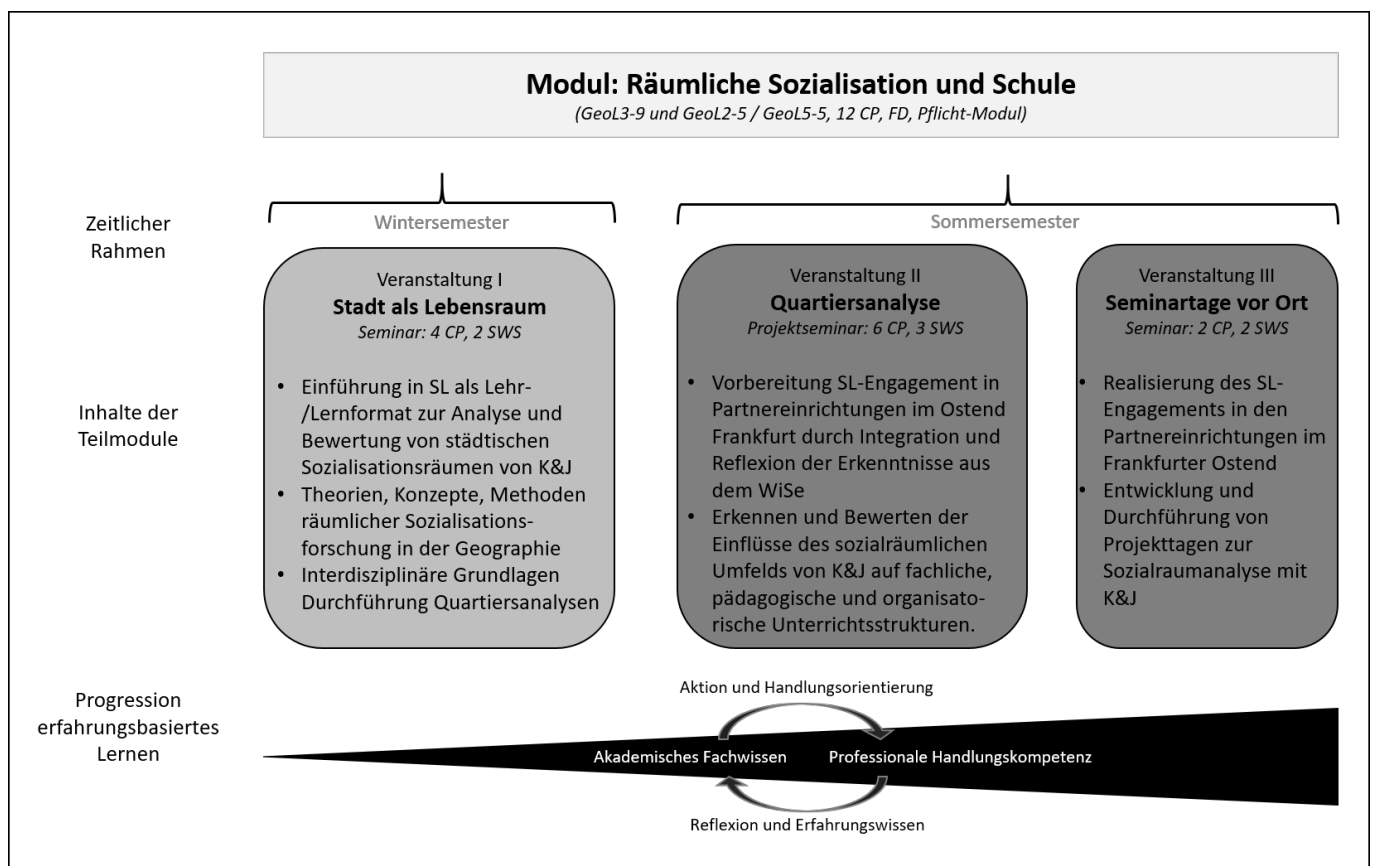 Modul: Räumliche Sozialisation und Schule
(GeoL3-9 und GeoL2-5 / GeoL5-5, 12 CP, FD, Pflicht-Modul)
Zeitlicher
Rahmen
Wintersemester
Sommersemester
Inhalte der
Teilmodule
Veranstaltung I
Stadt als Lebensraum
Seminar: 4 CP, 2 SWS
• Einführung in SL als Lehr-
/Lernformat zur Analyse und
Bewertung von städtischen
Sozialisationsräumen von K&J
• Theorien, Konzepte, Methoden
räumlicher Sozialisations-
forschung in der Geographie
• Interdisziplinäre Grundlagen
Durchführung Quartiersanalysen
Veranstaltung II
Quartiersanalyse
Projektseminar: 6 CP, 3 SWS
• Vorbereitung SL-Engagement in
Partnereinrichtungen im Ostend
Frankfurt durch Integration und
Reflexion der Erkenntnisse aus
dem WiSe
• Erkennen und Bewerten der
Einflüsse des sozialräumlichen
Umfelds von K&J auf fachliche,
pädagogische und organisato-
rische Unterrichtsstrukturen.
Veranstaltung III
Seminartage vor Ort
Seminar: 2 CP, 2 SWS
• Realisierung des SL-
Engagements in den
Partnereinrichtungen im
Frankfurter Ostend
• Entwicklung und
Durchführung von
Projekttagen zur
Sozialraumanalyse mit
K&J
Progression
erfahrungsbasiertes
Lernen
Aktion und Handlungsorientierung
Akademisches Fachwissen
Professionale Handlungskompetenz
Reflexion und Erfahrungswissen